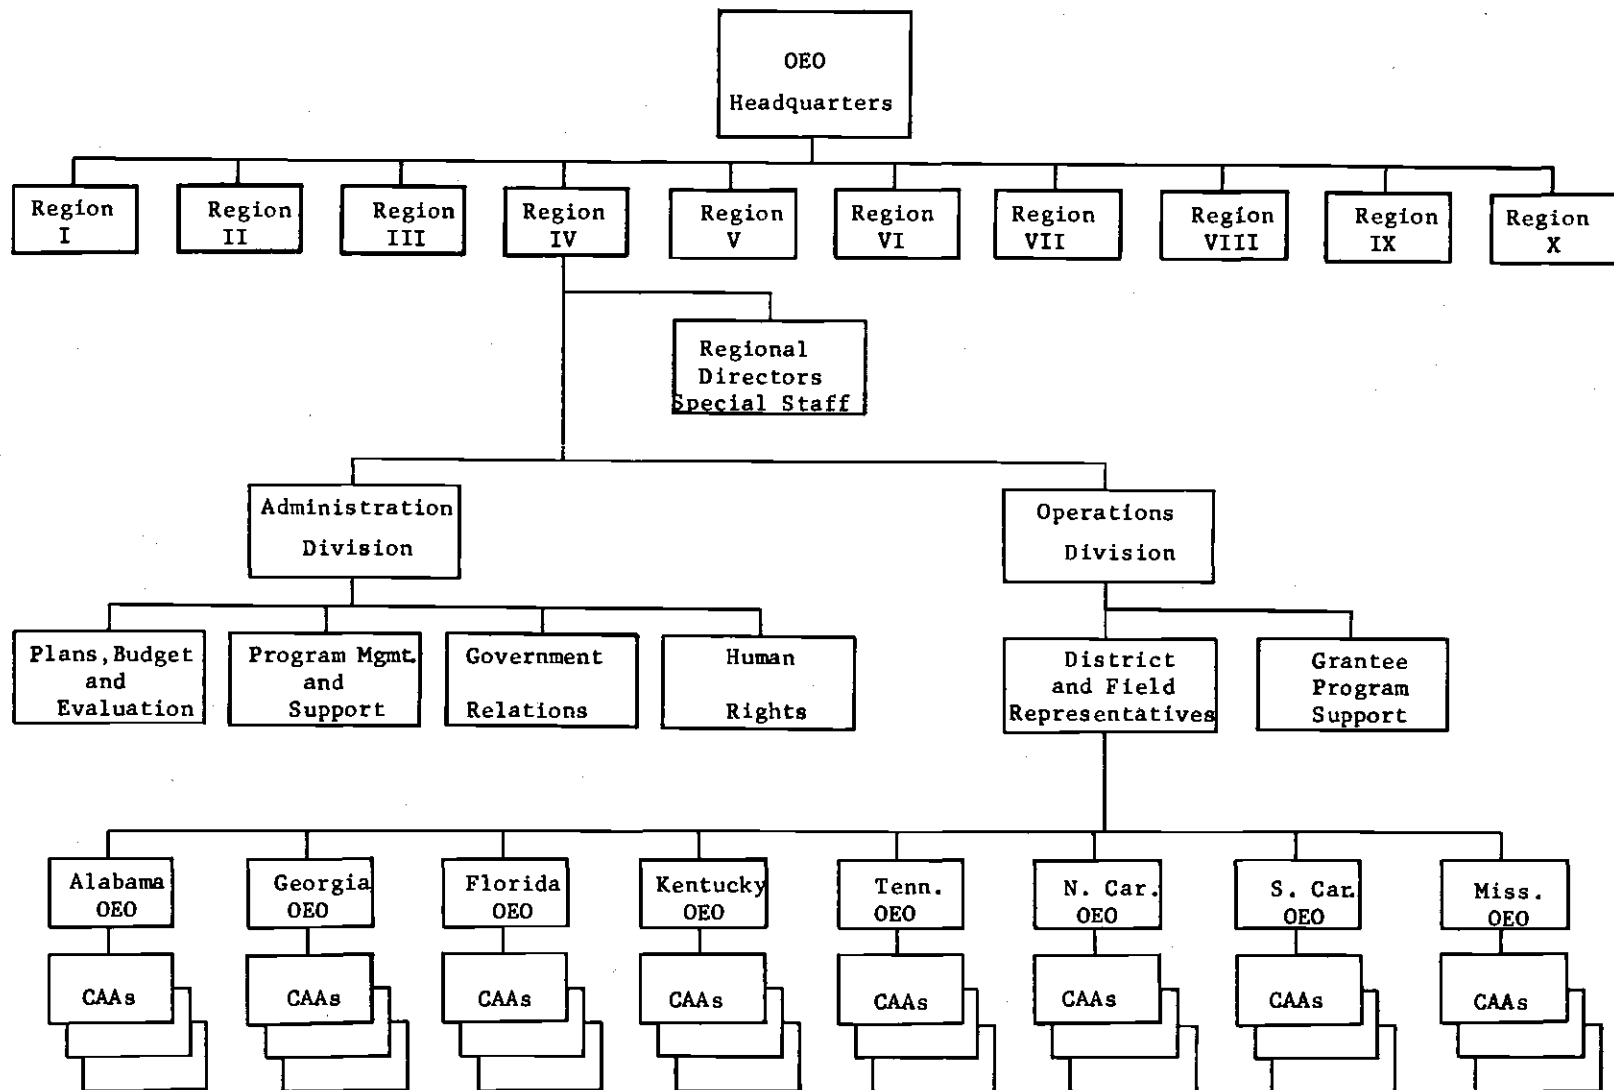 OEO
Headquarters
Region
I
Region
II
Region
III
Region
IV
Region
V
Region
VI
Region
VII
Region
VIII
Region
IX
Region
X
Regional
Directors
Special Staff
Administration
Division
Operations
Division
Plans, Budget
and
Evaluation
Program Mgmt.
and
Support
Government
Relations
Human
Rights
District
and Field
Representatives
Grantee
Program
Support
Alabama
OEO
Georgia
OEO
Florida
OEO
Kentucky
OEO
Tenn.
OEO
N. Car.
OEO
S. Car.
OEO
Miss.
OEO
CAAs
CAAs
CAAs
CAAs
CAAs
CAAs
CAAs
CAAs